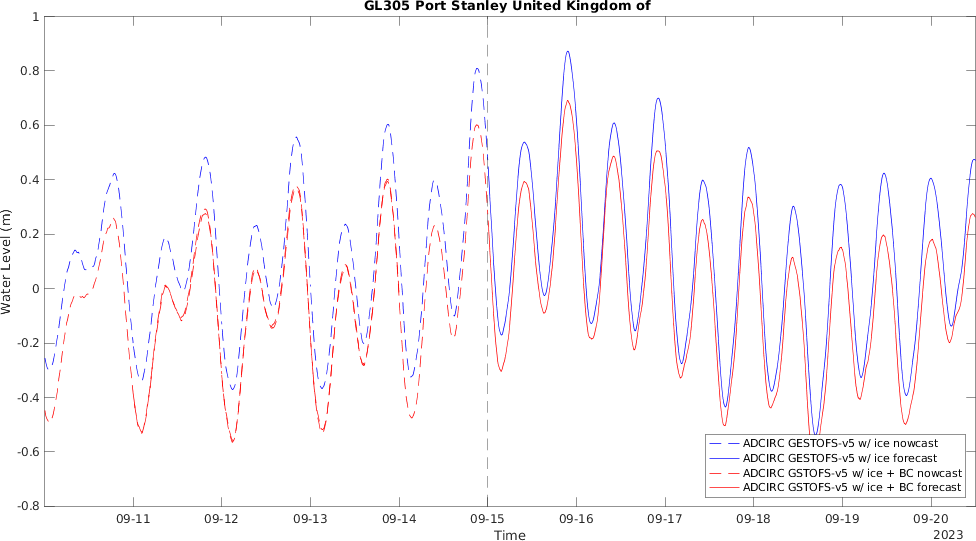 GL305 Port Stanley United Kingdom of
1
0.8
0.6
0.4
0.2
0
-0.2
-0.4
-0.6
-0.8
Water Level (m)
ADCIRC GESTOFS-v5 w/ ice nowcast
ADCIRC GESTOFS-v5 w/ ice forecast
ADCIRC GSTOFS-v5 w/ ice + BC nowcast
ADCIRC GSTOFS-v5 w/ ice + BC forecast
09-11 09-12 09-13 09-14 09-15 09-16 09-17 09-18 09-19 09-20
Time
2023